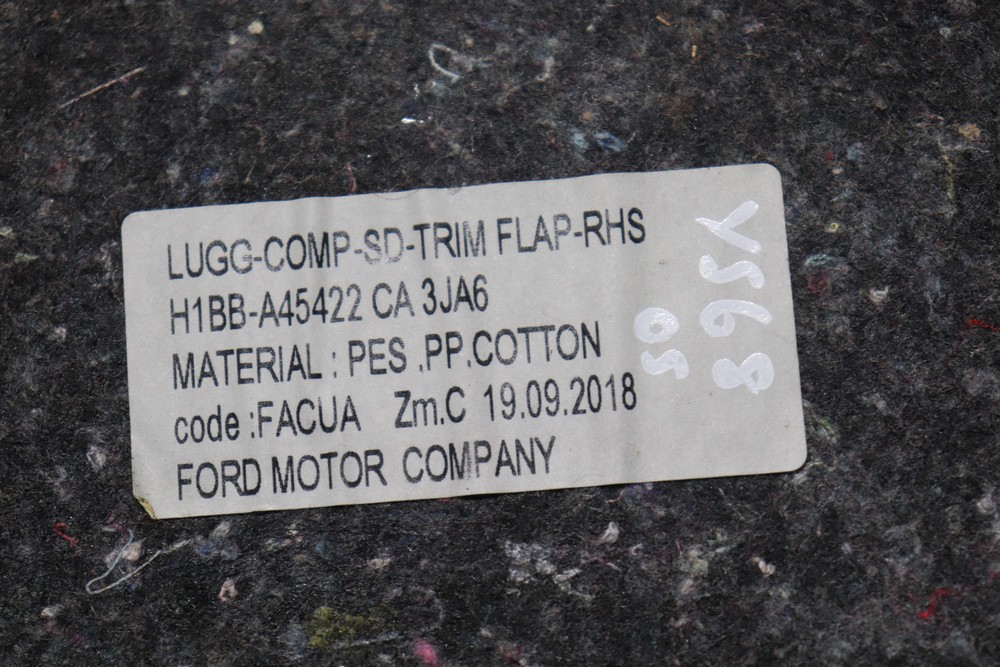 LUGG-COMP-SD-TRIM FLAP-RHS
H1BB-A45422 CA 3JA6
MATERIAL : PES ,PP.COTTON
code :FACUA Zm.C 19.09.2018
FORD MOTOR COMPANY